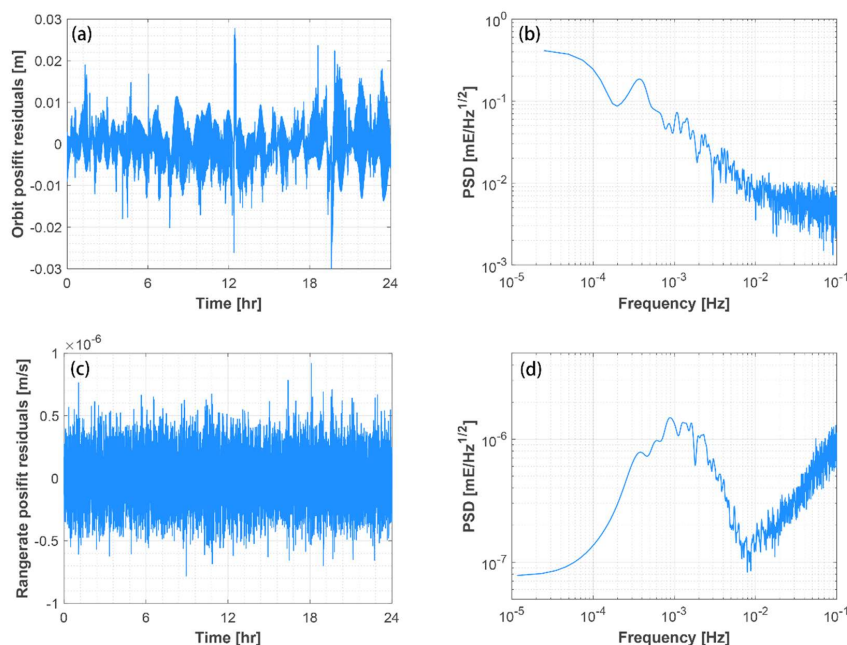 (a)
Orbit posifit residuals [m]
0.03
0.02
0.01
0
-0.01
-0.02
-0.03
0 6 12 18 24
Time [hr]
(b)
PSD [mE/Hz^1/2]
10^0
10^-1
10^-2
10^-3
10^-5 10^-4 10^-3 10^-2 10^-1
Frequency [Hz]
(c)
×10^-6
Rangerate posifit residuals [m/s]
1
0.5
0
-0.5
-1
0 6 12 18 24
Time [hr]
(d)
PSD [mE/Hz^1/2]
10^-6
10^-7
10^-5 10^-4 10^-3 10^-2 10^-1
Frequency [Hz]